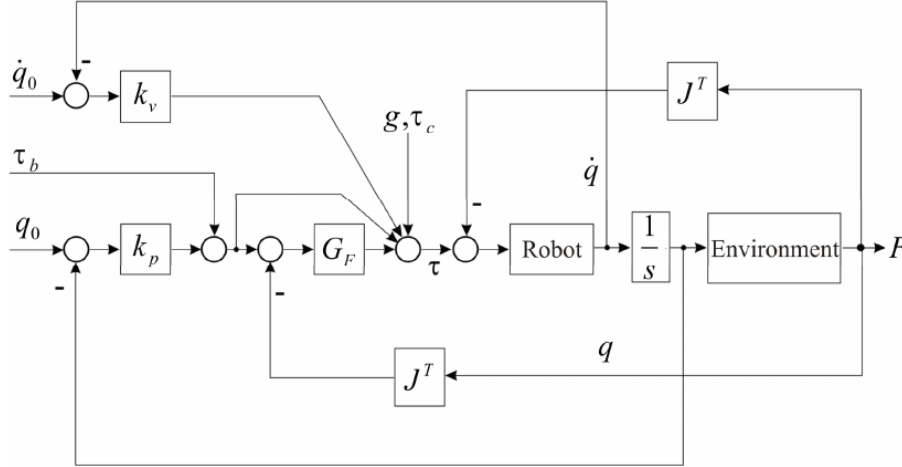 -
q̇₀
k_v
J^T
g,τ_c
τ_b
q̇
-
q₀
k_p
G_F
τ
Robot
1/s
Environment
F
-
-
q
J^T